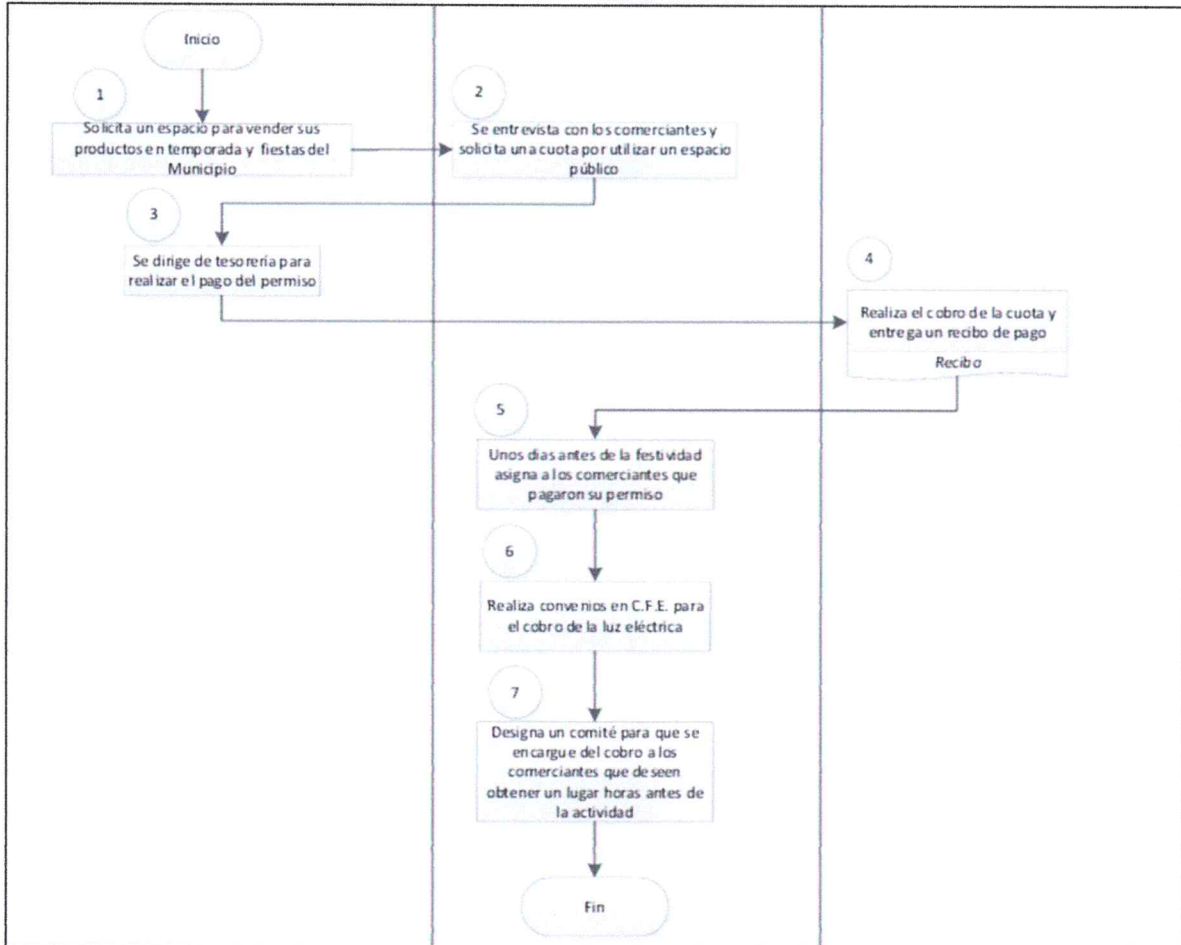 Inicio
1
Solicita un espacio para vender sus
productos en temporada y fiestas del
Municipio
2
Se entrevista con los comerciantes y
solicita una cuota por utilizar un espacio
público
3
Se dirige de tesorería para
realizar el pago del permiso
4
Realiza el cobro de la cuota y
entrega un recibo de pago
Recibo
5
Unos dias antes de la festividad
asigna a los comerciantes que
pagaron su permiso
6
Realiza convenios en C.F.E. para
el cobro de la luz eléctrica
7
Designa un comité para que se
encargue del cobro a los
comerciantes que deseen
obtener un lugar horas antes de
la actividad
Fin